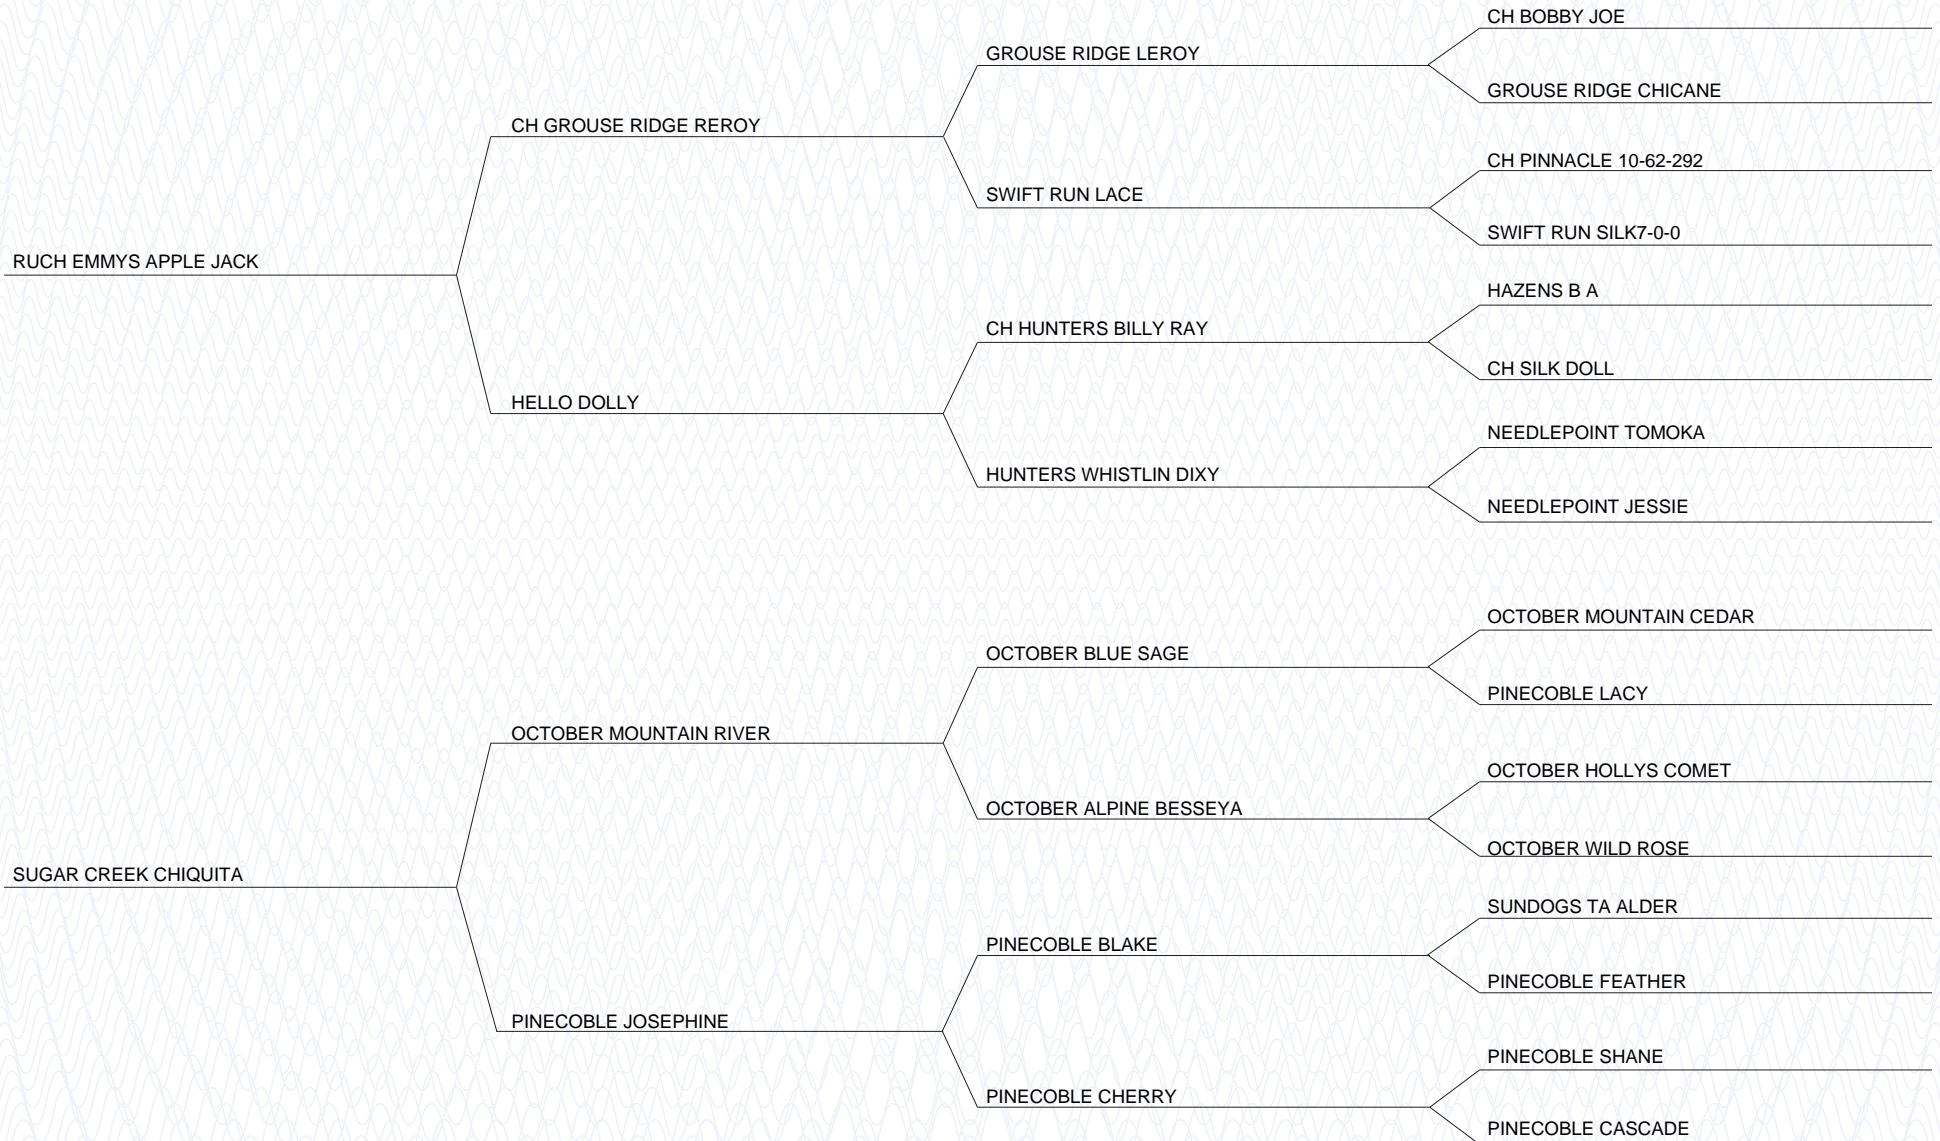 CH BOBBY JOE
GROUSE RIDGE LEROY
GROUSE RIDGE CHICANE
CH GROUSE RIDGE REROY
CH PINNACLE 10-62-292
SWIFT RUN LACE
SWIFT RUN SILK7-0-0
RUCH EMMYS APPLE JACK
HAZENS B A
CH HUNTERS BILLY RAY
CH SILK DOLL
HELLO DOLLY
NEEDLEPOINT TOMOKA
HUNTERS WHISTLIN DIXY
NEEDLEPOINT JESSIE
OCTOBER MOUNTAIN CEDAR
OCTOBER BLUE SAGE
PINECOBLE LACY
OCTOBER MOUNTAIN RIVER
OCTOBER HOLLYS COMET
OCTOBER ALPINE BESSEYA
OCTOBER WILD ROSE
SUGAR CREEK CHIQUITA
SUNDOGS TA ALDER
PINECOBLE BLAKE
PINECOBLE FEATHER
PINECOBLE JOSEPHINE
PINECOBLE SHANE
PINECOBLE CHERRY
PINECOBLE CASCADE